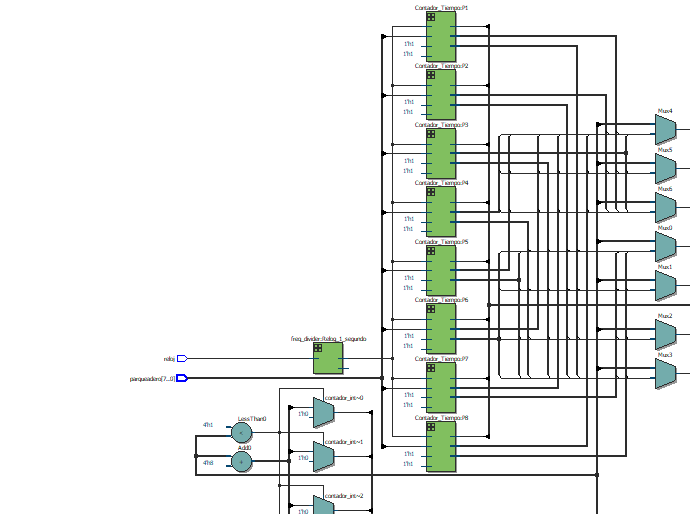 Contador_Tiempo:P1
1'h1
1'h1
Contador_Tiempo:P2
1'h1
1'h1
Contador_Tiempo:P3
1'h1
1'h1
Contador_Tiempo:P4
1'h1
1'h1
Contador_Tiempo:P5
1'h1
1'h1
Contador_Tiempo:P6
1'h1
1'h1
Contador_Tiempo:P7
1'h1
1'h1
Contador_Tiempo:P8
1'h1
1'h1
Mux4
Mux5
Mux6
Mux0
Mux1
Mux2
Mux3
freq_divider:Reloj_1_segundo
reloj
parqueadero[7..0]
contador_int~0
1'h0
LessThan0
4'h1
<
contador_int~1
1'h0
Add0
4'h8
+
contador_int~2
1'h0